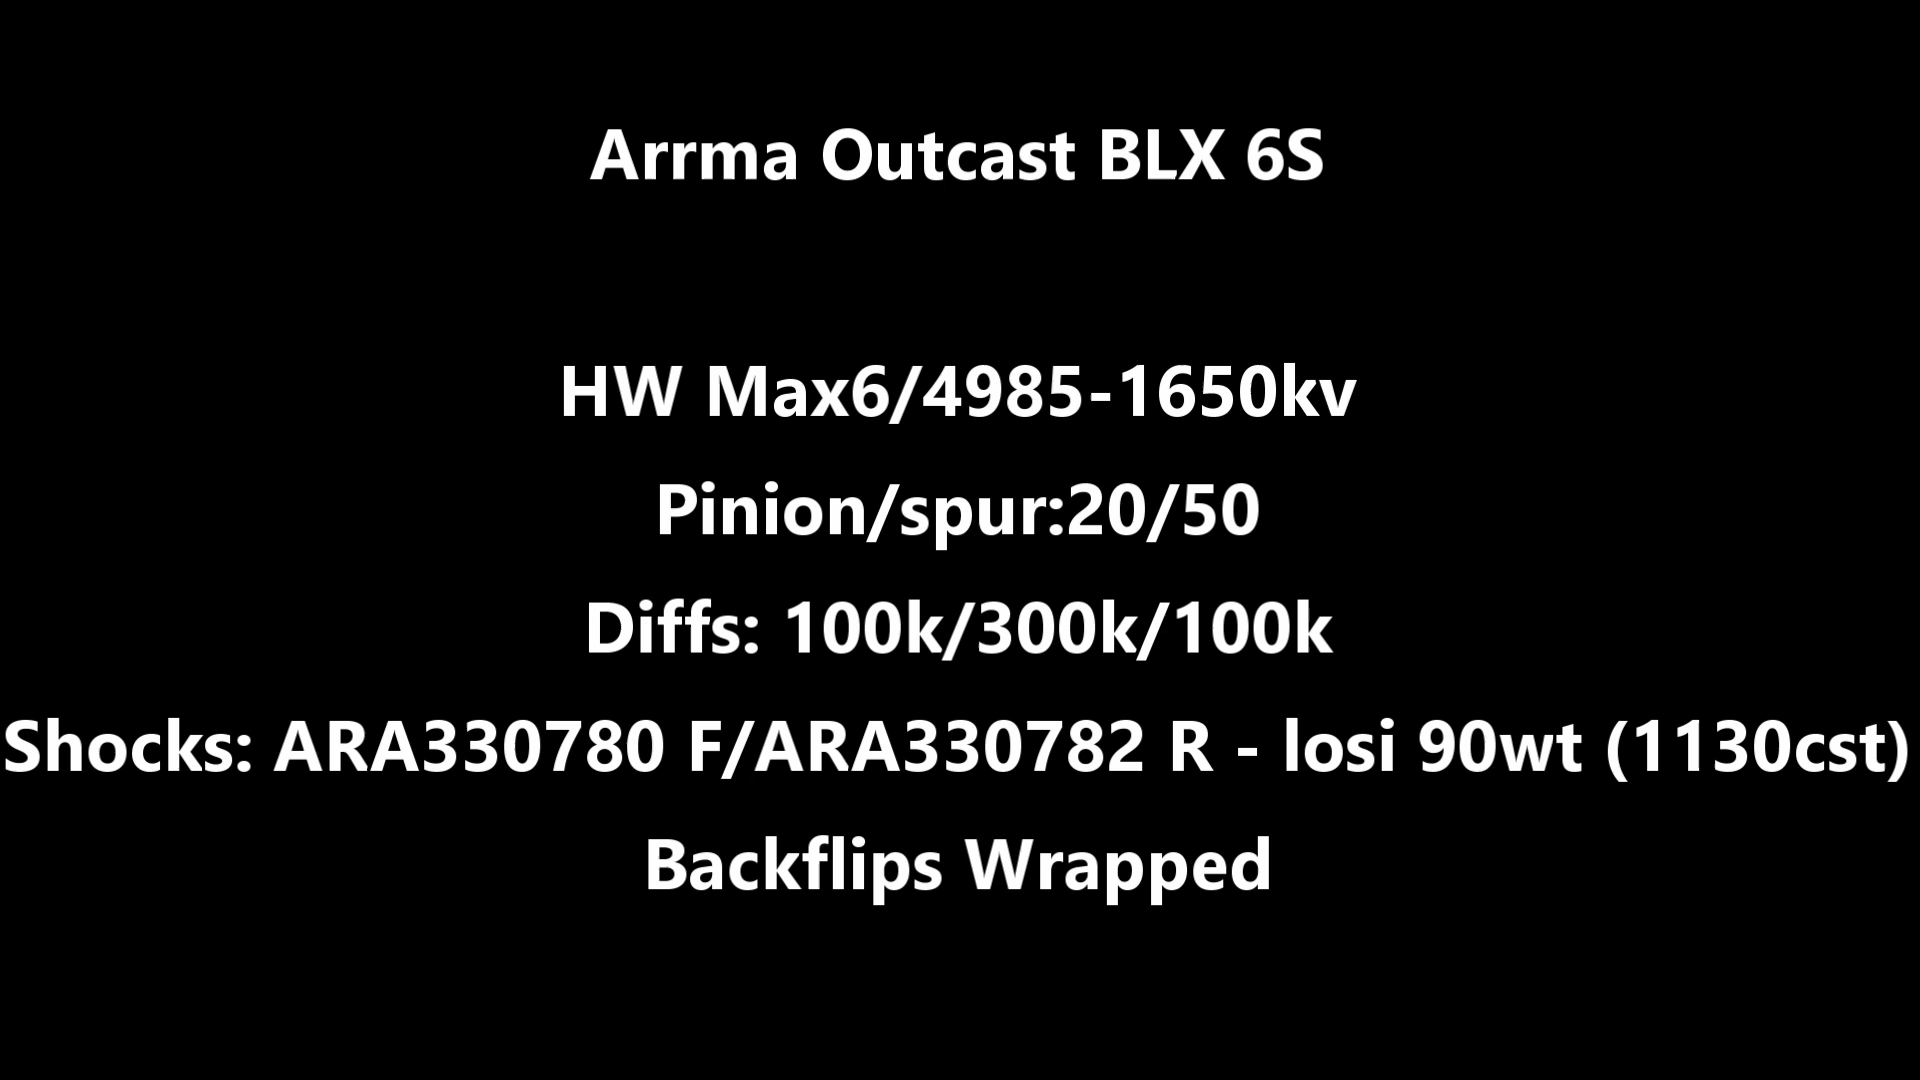 Arrma Outcast BLX 6S
HW Max6/4985-1650kv
Pinion/spur:20/50
Diffs: 100k/300k/100k
Shocks: ARA330780 F/ARA330782 R - losi 90wt (1130cst)
Backflips Wrapped